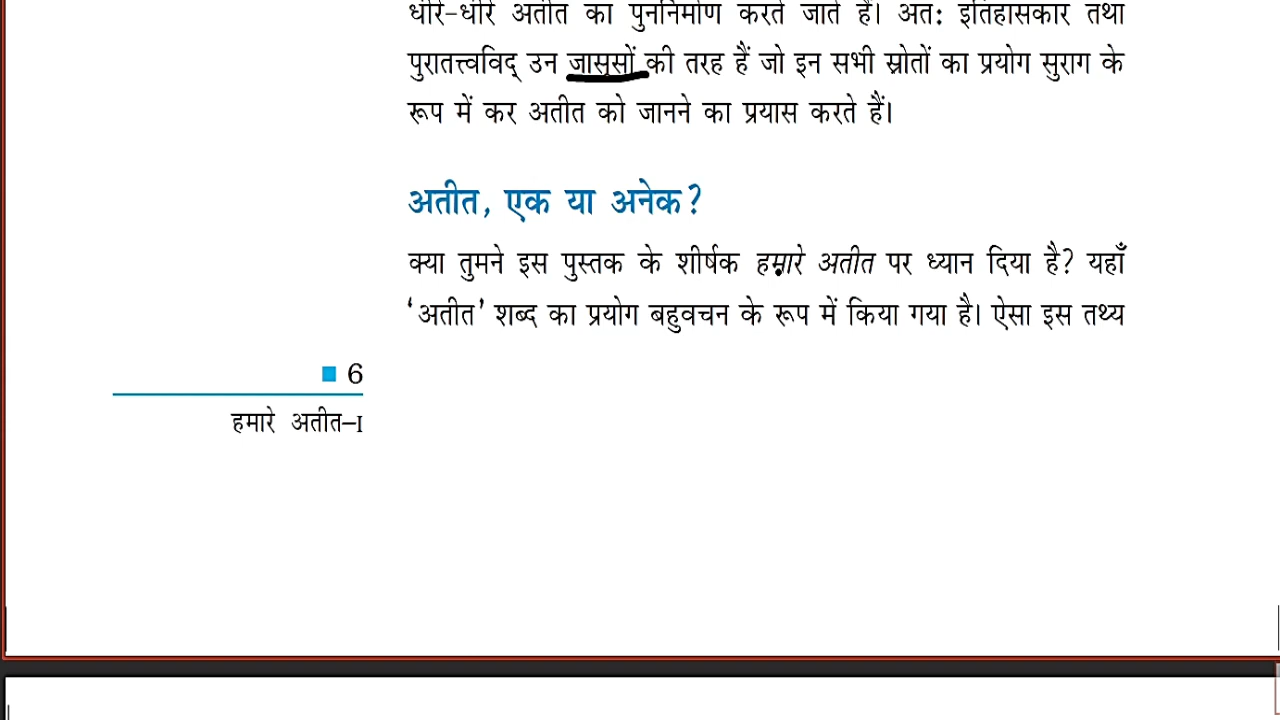 धीरे-धीरे अतीत का पुनर्निर्माण करते जाते हैं। अत: इतिहासकार तथा
पुरातत्त्वविद् उन जासूसों की तरह हैं जो इन सभी स्रोतों का प्रयोग सुराग के
रूप में कर अतीत को जानने का प्रयास करते हैं।
अतीत, एक या अनेक?
क्या तुमने इस पुस्तक के शीर्षक हमारे अतीत पर ध्यान दिया है? यहाँ
‘अतीत’ शब्द का प्रयोग बहुवचन के रूप में किया गया है। ऐसा इस तथ्य
■ 6
हमारे अतीत–I